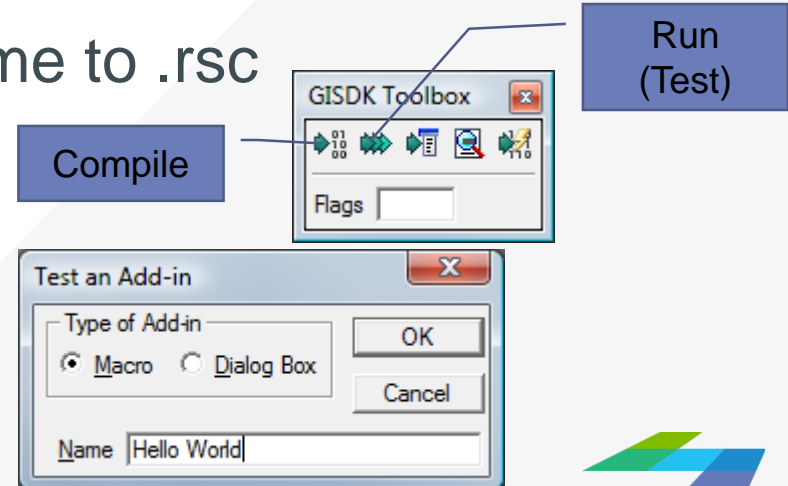 me to .rsc
Run
(Test)
GISDK Toolbox
Compile
Flags
Test an Add-in
Type of Add-in
Macro Dialog Box
OK
Cancel
Name Hello World